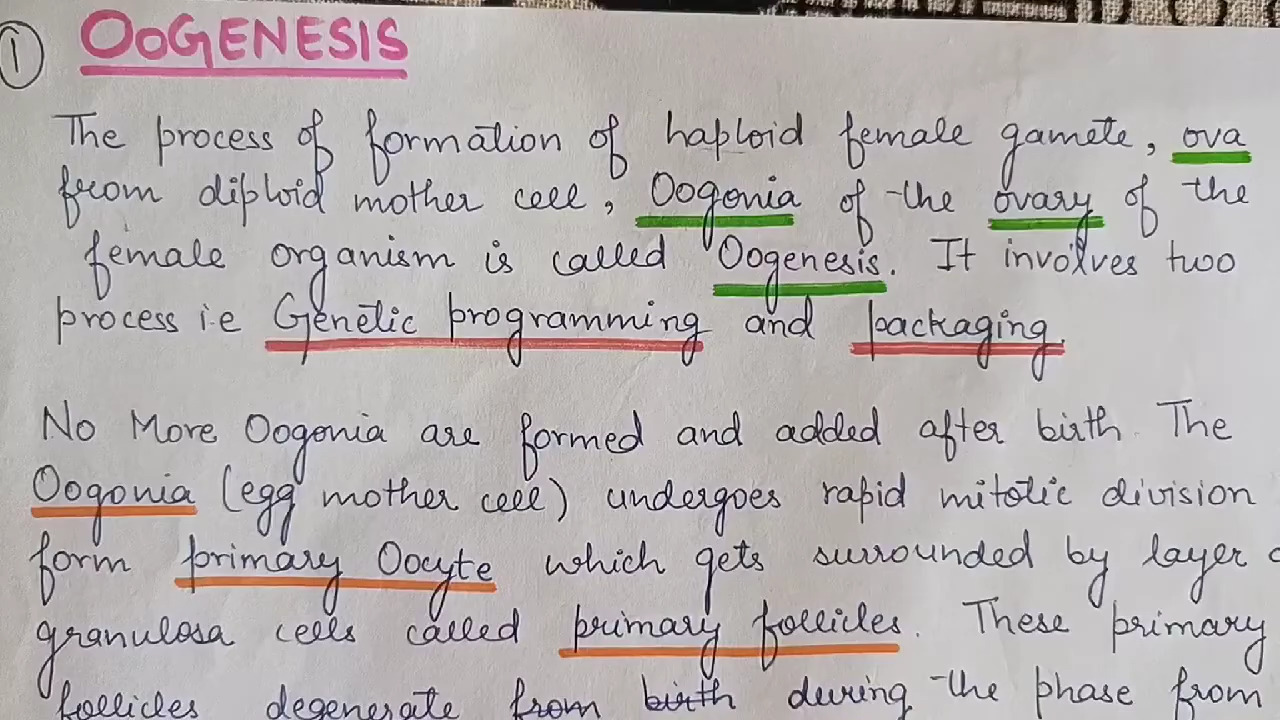 ① OOGENESIS
The process of formation of haploid female gamete, ova
from diploid mother cell, Oogonia of the ovary of the
female organism is called Oogenesis. It involves two
process i.e Genetic programming and packaging.
No More Oogonia are formed and added after birth. The
Oogonia (egg mother cell) undergoes rapid mitotic division
form primary Oocyte which gets surrounded by layer
granulosa cells called primary follicles. These primary
follicles degenerate from birth during the phase from